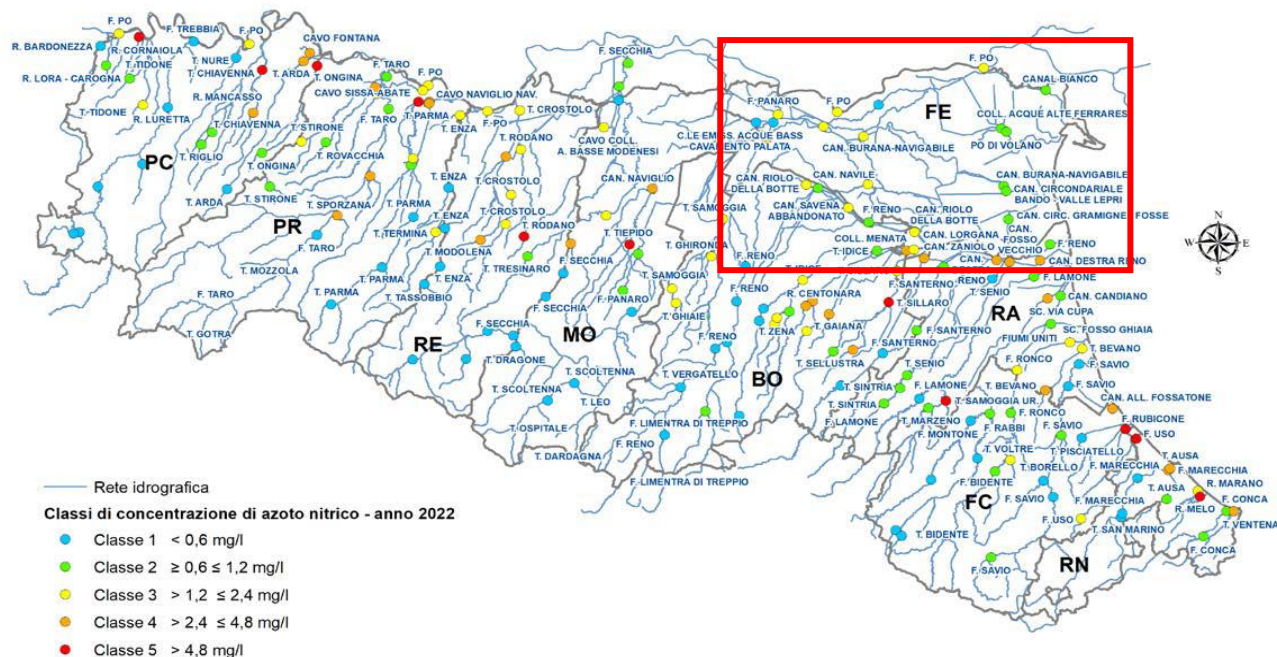 F. PO
F. TREBBIA
F. PO
CAVO FONTANA
R. BARDONEZZA
R. CORNAIOLA
T. NURE
F. SECCHIA
T. TIDONE
T. CHIAVENNA
T. ARDA
T. ONGINA
F. TARO
F. PO
F. PO
R. LORA - CAROGNA
CAVO SISSA-ABATE
CANAL BIANCO
R. MANCASSO
CAVO NAVIGLIO NAV.
F. PANARO
F. PO
FE
T. TIDONE
T. CHIAVENNA
F. TARO
T. PARMA
T. CROSTOLO
COLL. ACQUE ALTE FERRARES
R. LURETTA
T. STIRONE
T. ENZA
F. PO
T. RODANO
CAVO COLL.
A. BASSE MODENESI
C.LE EMISS. ACQUE BASS
CAVAMENTO PALATA
CAN. BURANA-NAVIGABILE
PO DI VOLANO
T. RIGLIO
T. ONGINA
T. ROVACCHIA
PC
CAN. RIOLO
DELLA BOTTE
CAN. NAVILE
CAN. BURANA-NAVIGABILE
CAN. CIRCONDARIALE
BANDO - VALLE LEPRI
T. ARDA
T. STIRONE
T. ENZA
T. CROSTOLO
CAN. NAVIGLIO
T. SPORZANA
T. PARMA
T. SAMOGGIA
CAN. SAVENA
ABBANDONATO
F. RENO
CAN. RIOLO
DELLA BOTTE
CAN. CIRC. GRAMIGNE FOSSE
PR
T. ENZA
T. CROSTOLO
T. RODANO
T. TIEPIDO
T. GHIRONDA
COLL. MENATA
CAN. LORGANA
CAN.
FOSSO
VECCHIO
F. TARO
T. TERMINA
T. MODOLENA
T. IDICE
CAN. ZANIOLO
F. RENO
T. MOZZOLA
T. TRESINARO
F. SECCHIA
F. RENO
T. IDICE
CAN.
CAN. DESTRA RENO
T. PARMA
T. ENZA
T. SAMOGGIA
F. SANTERNO
RENO
F. LAMONE
F. TARO
T. PARMA
T. TASSOBBIO
F. SECCHIA
F. PANARO
F. RENO
R. CENTONARA
T. SILLARO
T. SENIO
CAN. CANDIANO
T. GOTRA
F. SECCHIA
MO
T. GHIAIE
T. ZENA
T. GAIANA
F. SANTERNO
RA
SC. VIA CUPA
RE
T. DRAGONE
F. RENO
F. SANTERNO
FIUMI UNITI
SC. FOSSO GHIAIA
T. BEVANO
T. SCOLTENNA
T. VERGATELLO
BO
T. SELLUSTRA
T. SENIO
F. RONCO
F. SAVIO
T. SCOLTENNA
T. LEO
T. SINTRIA
F. LAMONE
T. BEVANO
F. SAVIO
T. SINTRIA
T. SAMOGGIA UR.
CAN. ALL. FOSSATONE
T. OSPITALE
F. LIMENTRA DI TREPPIO
F. LAMONE
T. MARZENO
F. RONCO
F. RUBICONE
F. RENO
F. MONTONE
F. RABBI
F. SAVIO
F. USO
T. DARDAGNA
T. VOLTRE
T. PISCIATELLO
F. LIMENTRA DI TREPPIO
T. BORELLO
F. MARECCHIA
T. AUSA
F. MARECCHIA
F. BIDENTE
T. AUSA
R. MARANO
FC
F. SAVIO
F. MARECCHIA
R. MELO
F. CONCA
T. BIDENTE
F. USO
T. SAN MARINO
T. VENTENA
F. SAVIO
RN
F. CONCA
N
W
E
S
Rete idrografica
Classi di concentrazione di azoto nitrico - anno 2022
Classe 1 < 0,6 mg/l
Classe 2 ≥ 0,6 ≤ 1,2 mg/l
Classe 3 > 1,2 ≤ 2,4 mg/l
Classe 4 > 2,4 ≤ 4,8 mg/l
Classe 5 > 4,8 mg/l